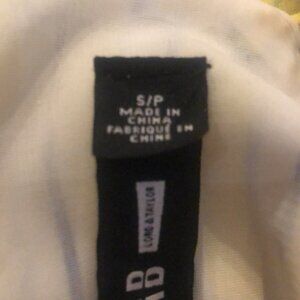 S/P
MADE IN
CHINA
FABRIQUÉ EN
CHINE
LORD & TAYLOR